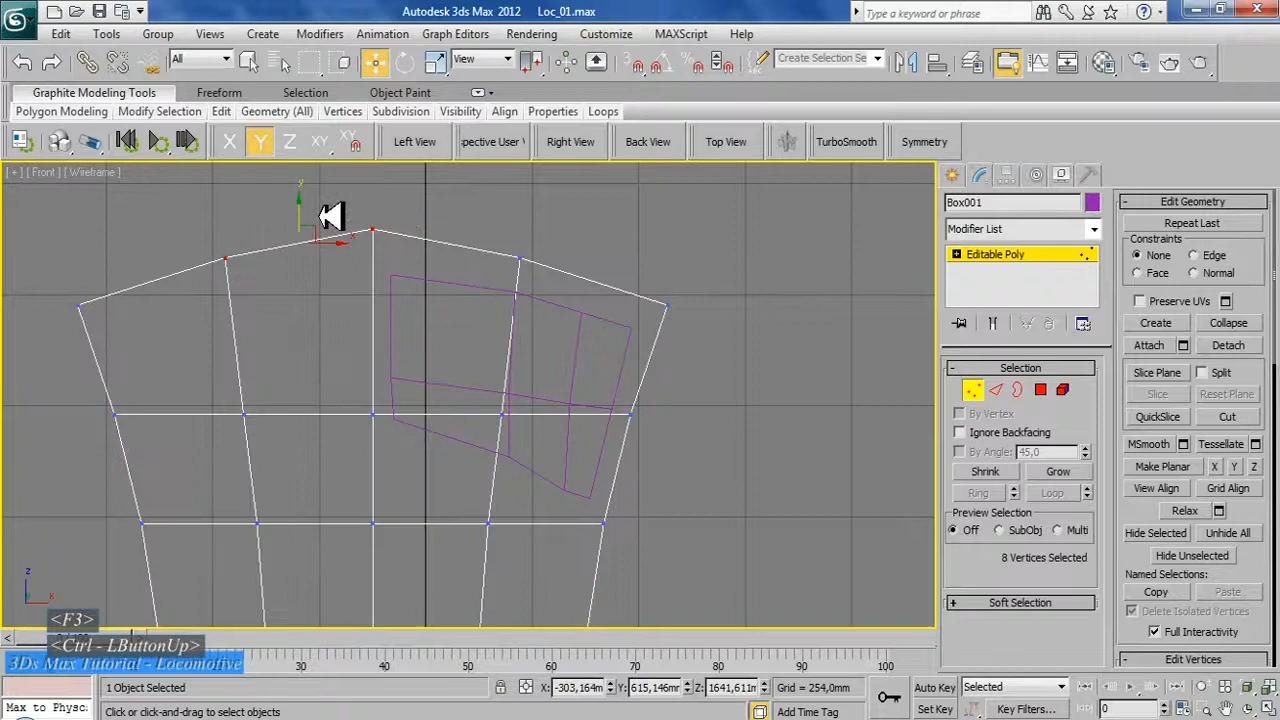 Autodesk 3ds Max 2012 Loc_01.max
Type a keyword or phrase
Edit Tools Group Views Create Modifiers Animation Graph Editors Rendering Customize MAXScript Help
All View Create Selection Se
Graphite Modeling Tools Freeform Selection Object Paint
Polygon Modeling Modify Selection Edit Geometry (All) Vertices Subdivision Visibility Align Properties Loops
X Y Z XY XY Left View pective User V Right View Back View Top View TurboSmooth Symmetry
[ + ] [ Front ] [ Wireframe ]
y
x
z
x
Box001
Modifier List
Editable Poly
- Selection
By Vertex
Ignore Backfacing
By Angle: 45,0
Shrink Grow
Ring Loop
Preview Selection
Off SubObj Multi
8 Vertices Selected
+ Soft Selection
- Edit Geometry
Repeat Last
Constraints
None Edge
Face Normal
Preserve UVs
Create Collapse
Attach Detach
Slice Plane Split
Slice Reset Plane
QuickSlice Cut
MSmooth Tessellate
Make Planar X Y Z
View Align Grid Align
Relax
Hide Selected Unhide All
Hide Unselected
Named Selections:
Copy Paste
Delete Isolated Vertices
Full Interactivity
- Edit Vertices
<F3>
<Ctrl - LButtonUp>
3Ds Max Tutorial - Locomotive
30 40 50 60 70 80 90 100
1 Object Selected X: -303,164m Y: 615,146m Z: 1641,611m Grid = 254,0mm Auto Key Selected
Max to Physc Click or click-and-drag to select objects Add Time Tag Set Key Key Filters... 0